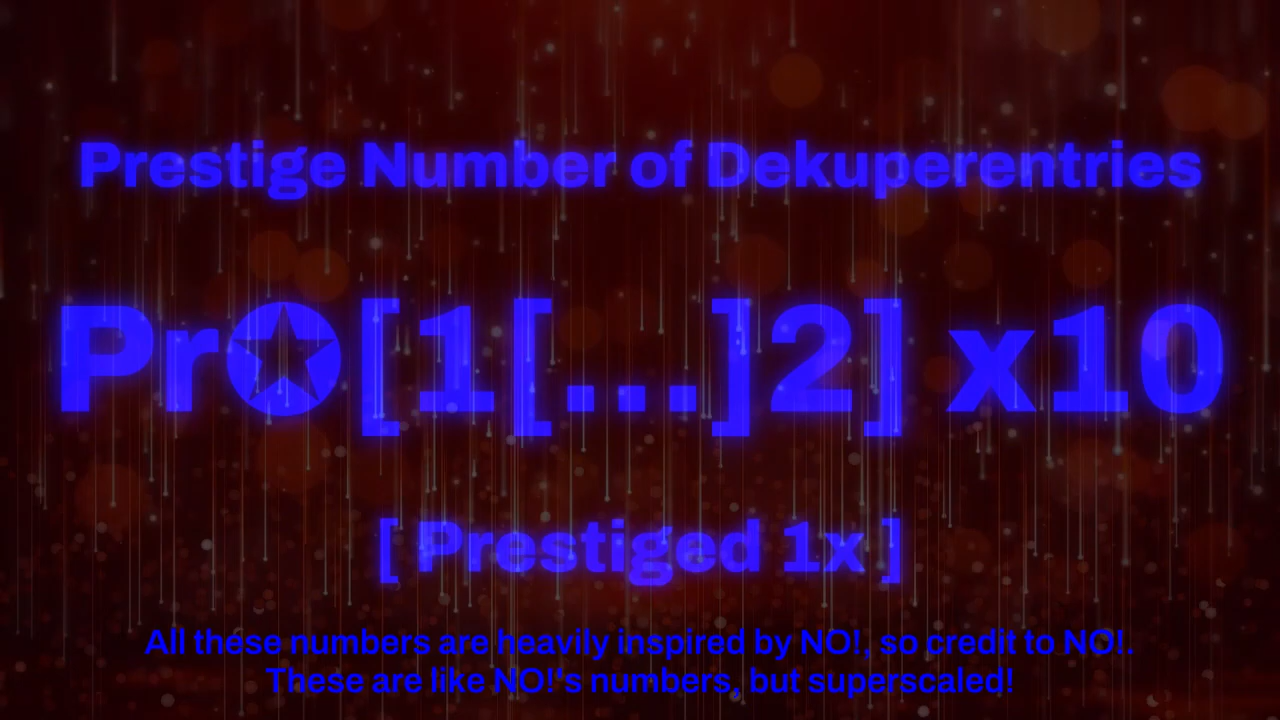 Prestige Number of Dekuperentries
Pr✪[1[...]2] x10
[ Prestiged 1x ]
All these numbers are heavily inspired by NO!, so credit to NO!.
These are like NO!'s numbers, but superscaled!